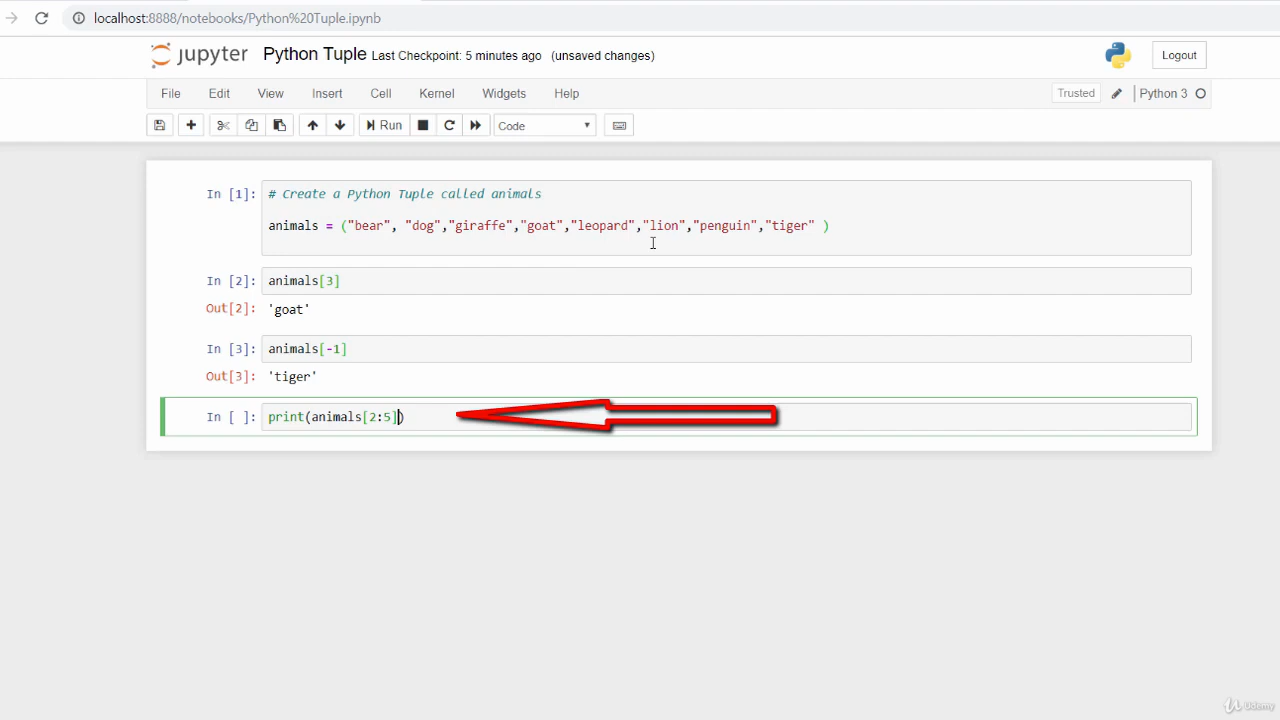 localhost:8888/notebooks/Python%20Tuple.ipynb
jupyter Python Tuple Last Checkpoint: 5 minutes ago (unsaved changes) Logout
File Edit View Insert Cell Kernel Widgets Help Trusted Python 3
Run Code
In [1]: # Create a Python Tuple called animals
animals = ("bear", "dog","giraffe","goat","leopard","lion","penguin","tiger" )
In [2]: animals[3]
Out[2]: 'goat'
In [3]: animals[-1]
Out[3]: 'tiger'
In [ ]: print(animals[2:5])
Udemy